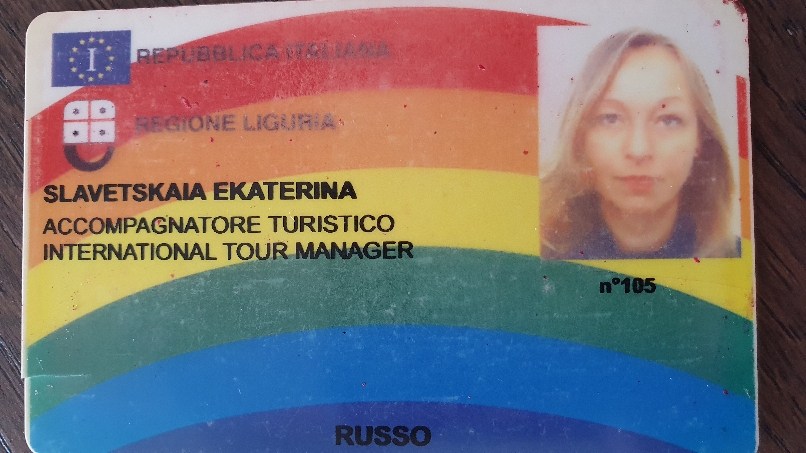 I
REPUBBLICA ITALIANA
REGIONE LIGURIA
SLAVETSKAIA EKATERINA
ACCOMPAGNATORE TURISTICO
INTERNATIONAL TOUR MANAGER
n°105
RUSSO